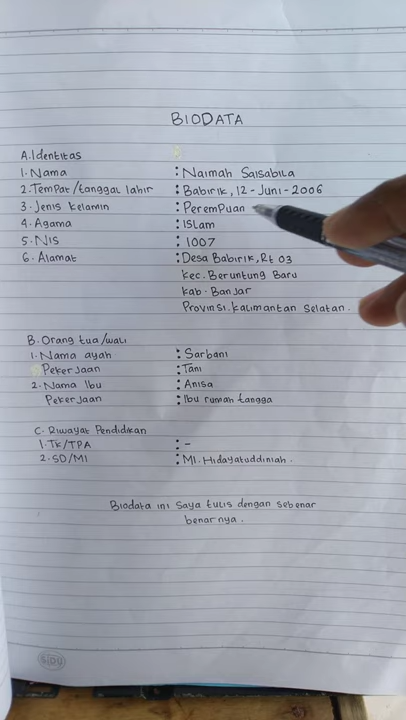 BIODATA
A.Identitas
1.Nama : Naimah Salsabila
2.Tempat/tanggal lahir : Babirik, 12-Juni-2006
3.Jenis kelamin : Perempuan
4.Agama : Islam
5.NIS : 1007
6.Alamat : Desa Babirik, Rt 03
Kec. Beruntung Baru
Kab. Banjar
Provinsi. Kalimantan Selatan.
B.Orang tua/wali
1.Nama ayah : Sarbani
Pekerjaan : Tani
2.Nama Ibu : Anisa
Pekerjaan : Ibu rumah tangga
C.Riwayat Pendidikan
1.TK/TPA : -
2.SD/MI : MI.Hidayatuddiniah.
Biodata ini saya tulis dengan sebenar
benarnya.
SIDU